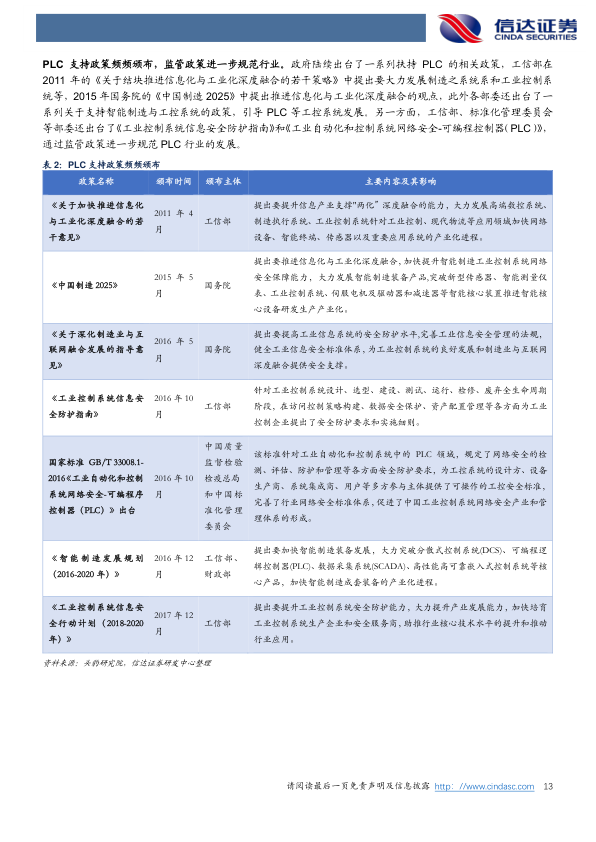 信达证券
CINDA SECURITIES
PLC 支持政策频频颁布，监管政策进一步规范行业。政府陆续出台了一系列扶持 PLC 的相关政策，工信部在
2011 年的《关于结块推进信息化与工业化深度融合的若干策略》中提出要大力发展制造之系统系和工业控制系
统等，2015 年国务院的《中国制造 2025》中提出推进信息化与工业化深度融合的观点，此外各部委还出台了一
系列关于支持智能制造与工控系统的政策，引导 PLC 等工控系统发展。另一方面，工信部、标准化管理委员会
等部委还出台了《工业控制系统信息安全防护指南》和《工业自动化和控制系统网络安全-可编程控制器（PLC）》，
通过监管政策进一步规范 PLC 行业的发展。
表 2：PLC 支持政策频频颁布
政策名称 颁布时间 颁布主体 主要内容及其影响
《关于加快推进信息化
与工业化深度融合的若
干意见》
2011 年 4
月
工信部
提出要提升信息产业支撑“两化”深度融合的能力，大力发展高端数控系统、
制造执行系统、工业控制系统针对工业控制、现代物流等应用领域加快网络
设备、智能终端、传感器以及重要应用系统的产业化进程。
《中国制造 2025》
2015 年 5
月
国务院
提出要推进信息化与工业化深度融合,加快提升智能制造工业控制系统网络
安全保障能力，大力发展智能制造装备产品,突破新型传感器、智能测量仪
表、工业控制系统、伺服电机及驱动器和减速器等智能核心装置推进智能核
心设备研发生产产业化。
《关于深化制造业与互
联网融合发展的指导意
见》
2016 年 5
月
国务院
提出要提高工业信息系统的安全防护水平,完善工业信息安全管理的法规，
健全工业信息安全标准体系、为工业控制系统的良好发展和制造业与互联网
深度融合提供安全支撑。
《工业控制系统信息安
全防护指南》
2016 年 10
月
工信部
针对工业控制系统设计、选型、建设、测试、运行、检修、废弃全生命周期
阶段，在访问控制策略构建、数据安全保护、资产配置管理等各方面为工业
控制企业提出了安全防护要求和实施细则。
国家标准 GB/T 33008.1-
2016《工业自动化和控制
系统网络安全-可编程序
控制器（PLC）》出台
2016 年 10
月
中国质量
监督检验
检疫总局
和中国标
准化管理
委员会
该标准针对工业自动化和控制系统中的 PLC 领域，规定了网络安全的检
测、评估、防护和管理等各方面安全防护要求，为工控系统的设计方、设备
生产商、系统集成商、用户等多方参与主体提供了可操作的工控安全标准，
完善了行业网络安全标准体系,促进了中国工业控制系统网络安全产业和管
理体系的形成。
《智能制造发展规划
（2016-2020 年）》
2016 年 12
月
工信部、
财政部
提出要加快智能制造装备发展，大力突破分散式控制系统(DCS)、可编程逻
辑控制器(PLC)、数据采集系统(SCADA)、高性能高可靠嵌入式控制系统等核
心产品，加快智能制造成套装备的产业化进程。
《工业控制系统信息安
全行动计划（2018-2020
年）》
2017 年 12
月
工信部
提出要提升工业控制系统安全防护能力，大力提升产业发展能力，加快培育
工业控制系统生产企业和安全服务商,助推行业核心技术水平的提升和推动
行业应用。
资料来源：头豹研究院，信达证券研发中心整理
请阅读最后一页免责声明及信息披露 http：//www.cindasc.com 13